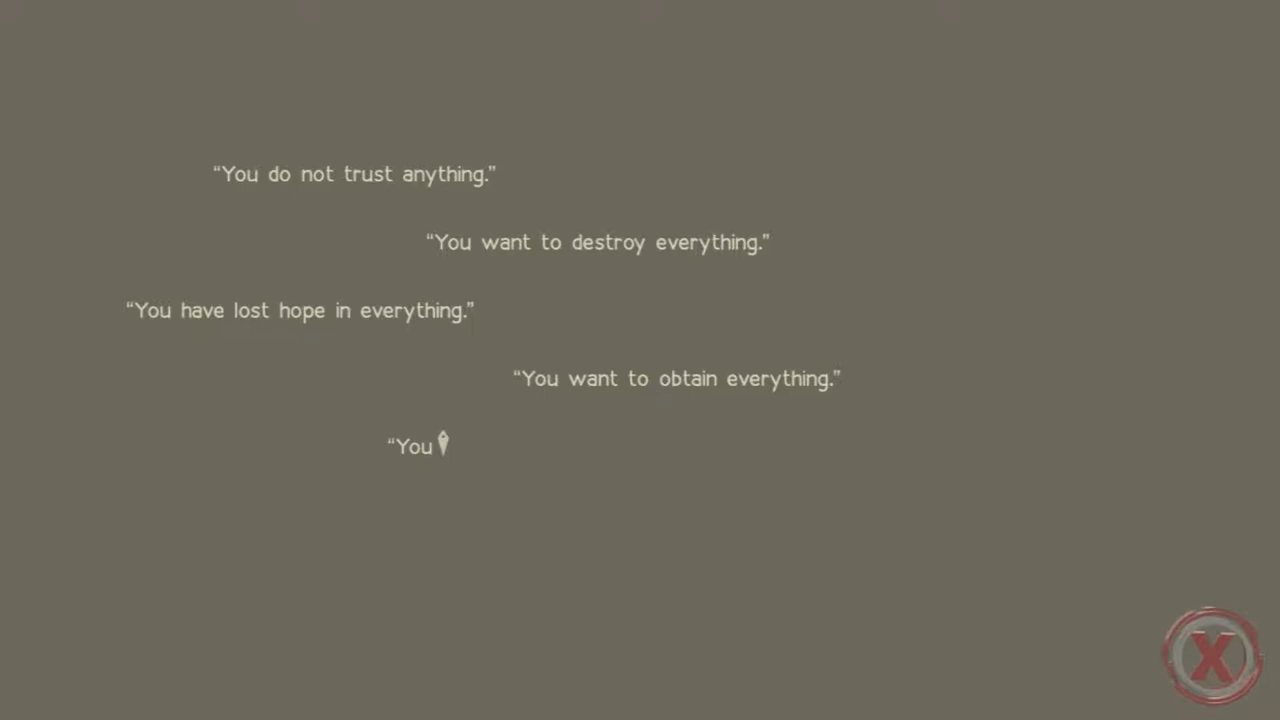 “You do not trust anything.”
“You want to destroy everything.”
“You have lost hope in everything.”
“You want to obtain everything.”
“You
X